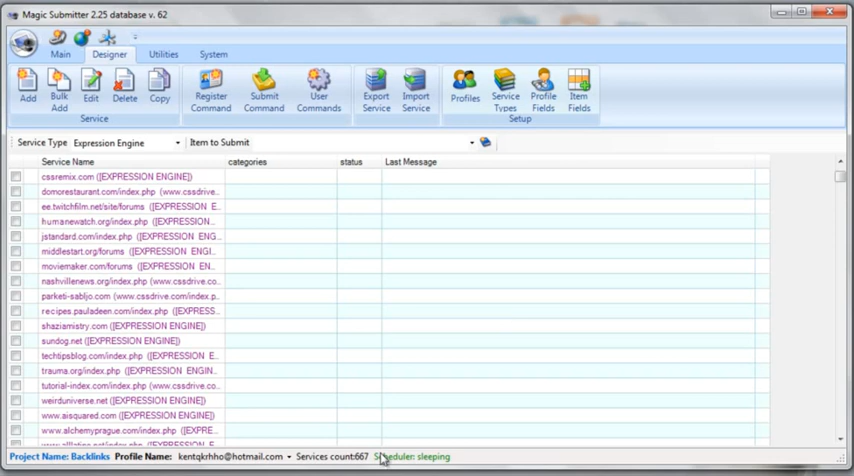 Magic Submitter 2.25 database v. 62
Main Designer Utilities System
Add Bulk Add Edit Delete Copy Register Command Submit Command User Commands Export Service Import Service Profiles Service Types Profile Fields Item Fields
Service Setup
Service Type Expression Engine Item to Submit
Service Name categories status Last Message
cssremix.com ([EXPRESSION ENGINE])
domorestaurant.com/index.php (www.cssdrive...
ee.twitchfilm.net/site/forums ([EXPRESSION E...
humanewatch.org/index.php ([EXPRESSION...
jstandard.com/index.php ([EXPRESSION ENG...
middlestart.org/forums ([EXPRESSION ENGI...
moviemaker.com/forums ([EXPRESSION EN...
nashvillenews.org/index.php (www.cssdrive.co...
parketi-sabljo.com (www.cssdrive.com/index.p...
recipes.pauladeen.com/index.php ([EXPRESS...
shaziamistry.com ([EXPRESSION ENGINE])
sundog.net ([EXPRESSION ENGINE])
techtipsblog.com/index.php ([EXPRESSION E...
trauma.org/index.php ([EXPRESSION ENGIN...
tutorial-index.com/index.php (www.cssdrive.co...
weirduniverse.net ([EXPRESSION ENGINE])
www.aisquared.com ([EXPRESSION ENGINE])
www.alchemyprague.com/index.php ([EXPRE...
Project Name: Backlinks Profile Name: kentqkrhho@hotmail.com Services count:667 Scheduler: sleeping